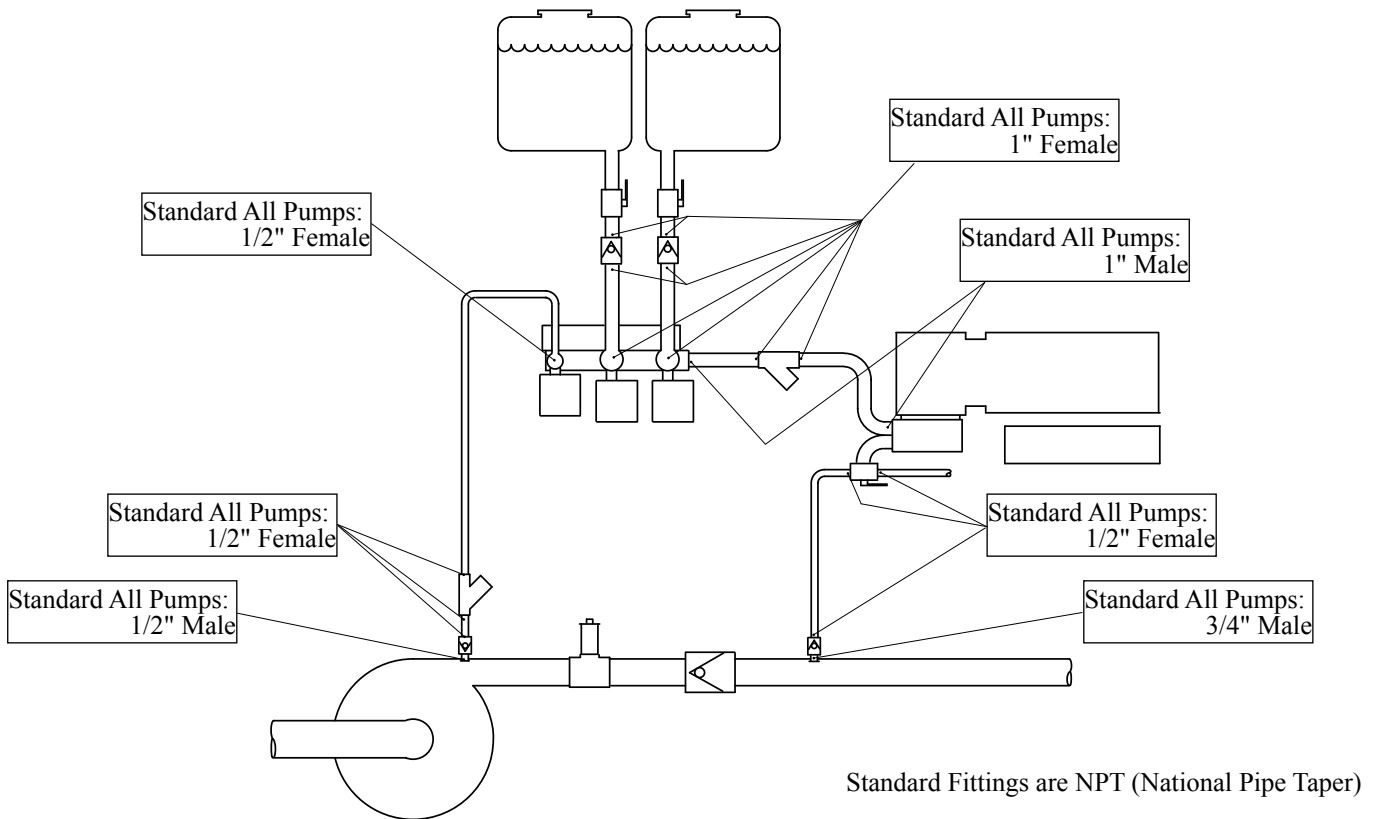 Standard All Pumps:
1" Female
Standard All Pumps:
1/2" Female
Standard All Pumps:
1" Male
Standard All Pumps:
1/2" Female
Standard All Pumps:
1/2" Female
Standard All Pumps:
1/2" Male
Standard All Pumps:
3/4" Male
Standard Fittings are NPT (National Pipe Taper)